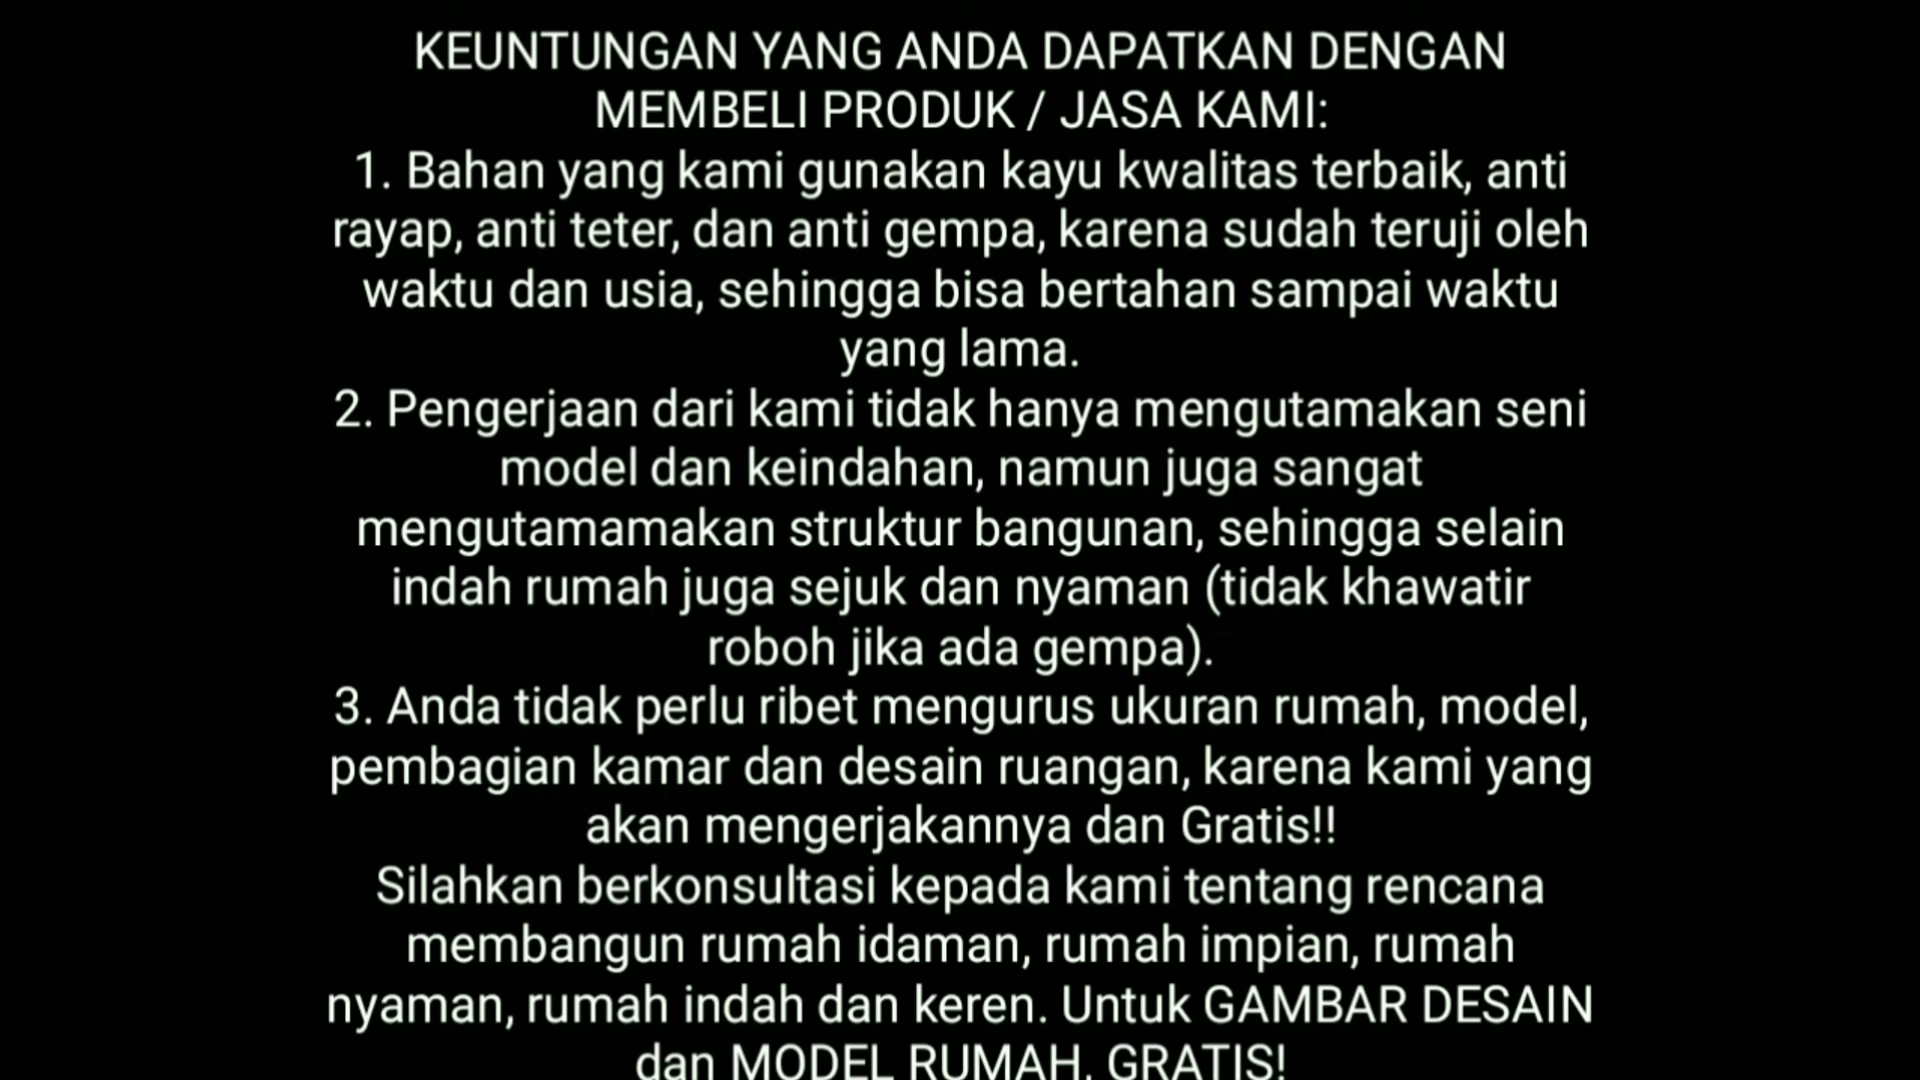 KEUNTUNGAN YANG ANDA DAPATKAN DENGAN
MEMBELI PRODUK / JASA KAMI:
1. Bahan yang kami gunakan kayu kwalitas terbaik, anti
rayap, anti teter, dan anti gempa, karena sudah teruji oleh
waktu dan usia, sehingga bisa bertahan sampai waktu
yang lama.
2. Pengerjaan dari kami tidak hanya mengutamakan seni
model dan keindahan, namun juga sangat
mengutamamakan struktur bangunan, sehingga selain
indah rumah juga sejuk dan nyaman (tidak khawatir
roboh jika ada gempa).
3. Anda tidak perlu ribet mengurus ukuran rumah, model,
pembagian kamar dan desain ruangan, karena kami yang
akan mengerjakannya dan Gratis!!
Silahkan berkonsultasi kepada kami tentang rencana
membangun rumah idaman, rumah impian, rumah
nyaman, rumah indah dan keren. Untuk GAMBAR DESAIN
dan MODEL RUMAH, GRATIS!